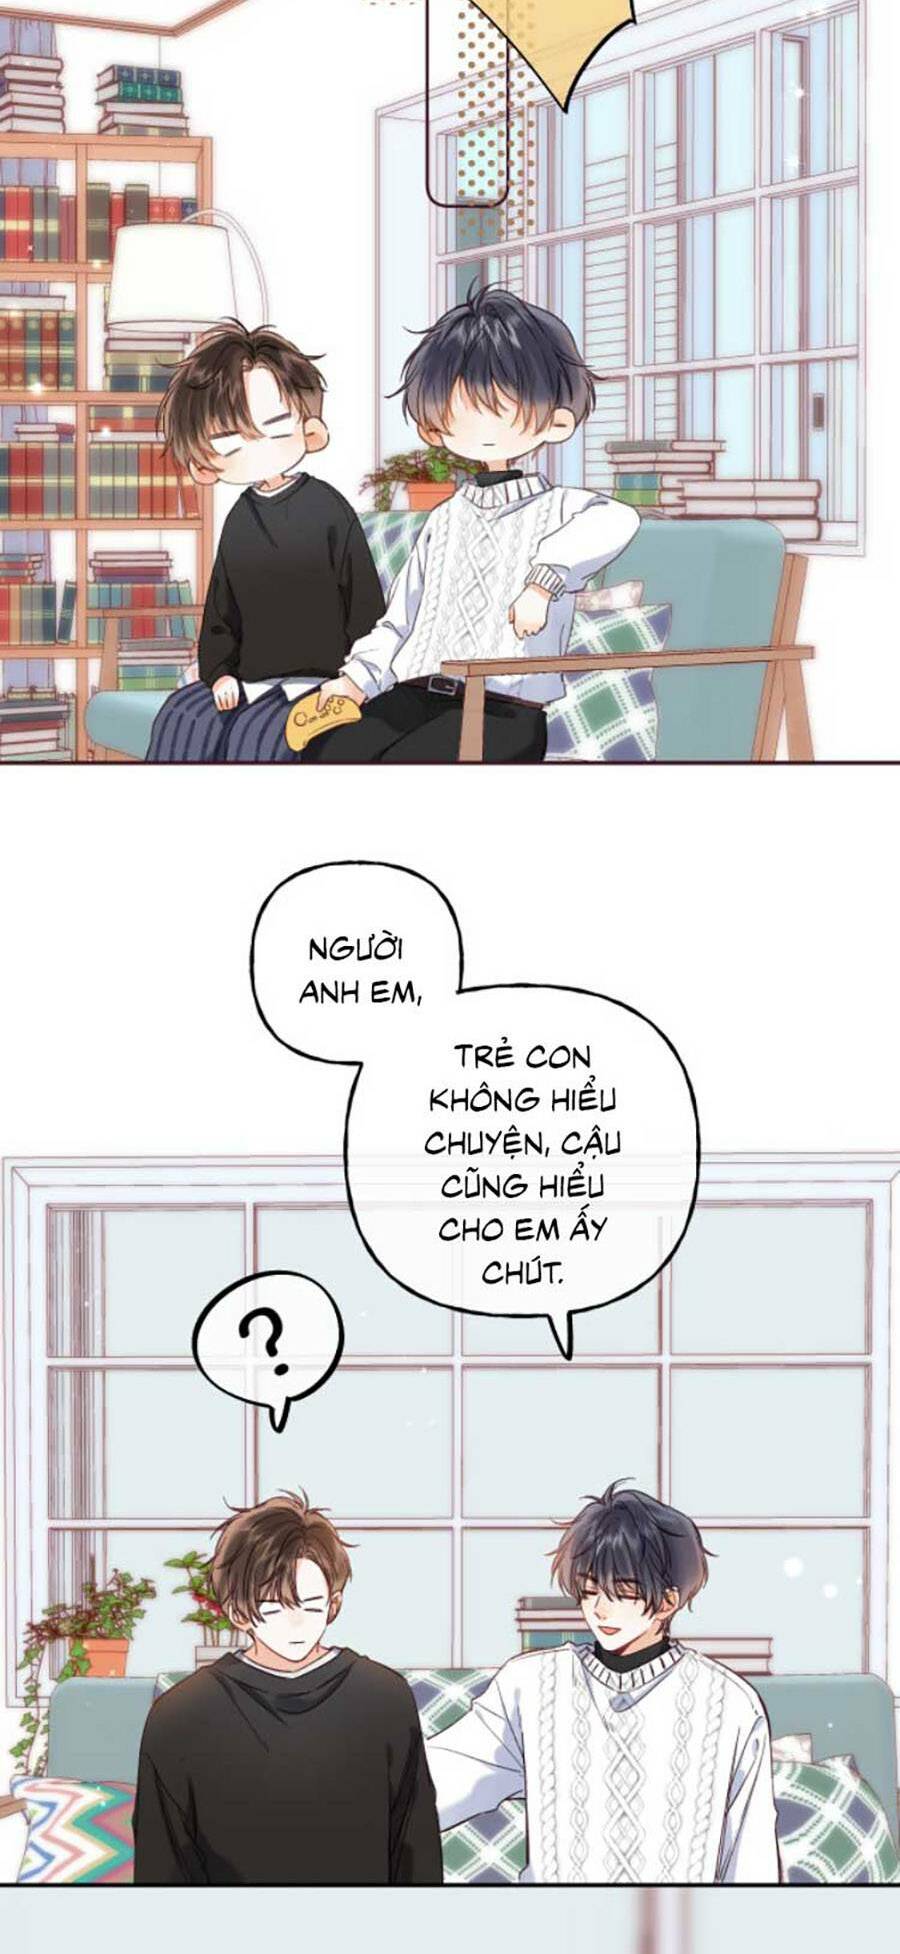 NGƯỜI
ANH EM,
TRẺ CON
KHÔNG HIỂU
CHUYỆN, CẬU
CŨNG HIỂU
CHO EM ẤY
CHÚT.
?